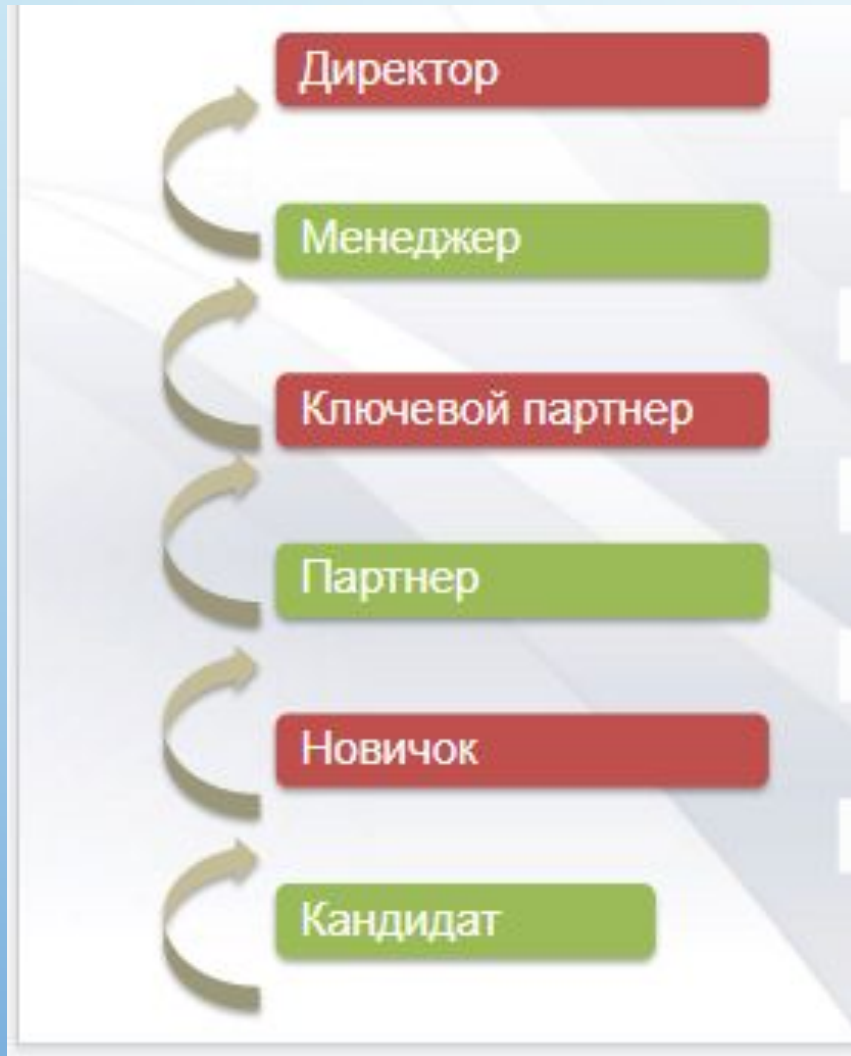 Директор
Менеджер
Ключевой партнер
Партнер
Новичок
Кандидат